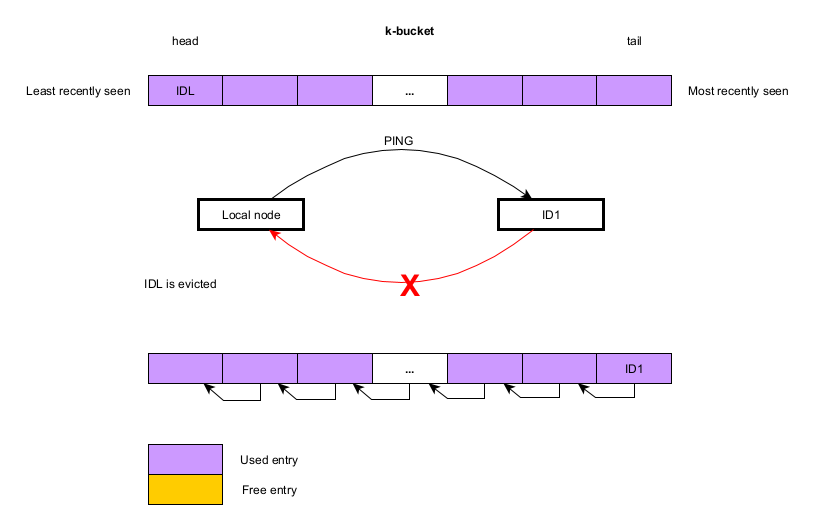 k-bucket
head
tail
Least recently seen
IDL
...
Most recently seen
PING
Local node
ID1
X
IDL is evicted
...
ID1
Used entry
Free entry